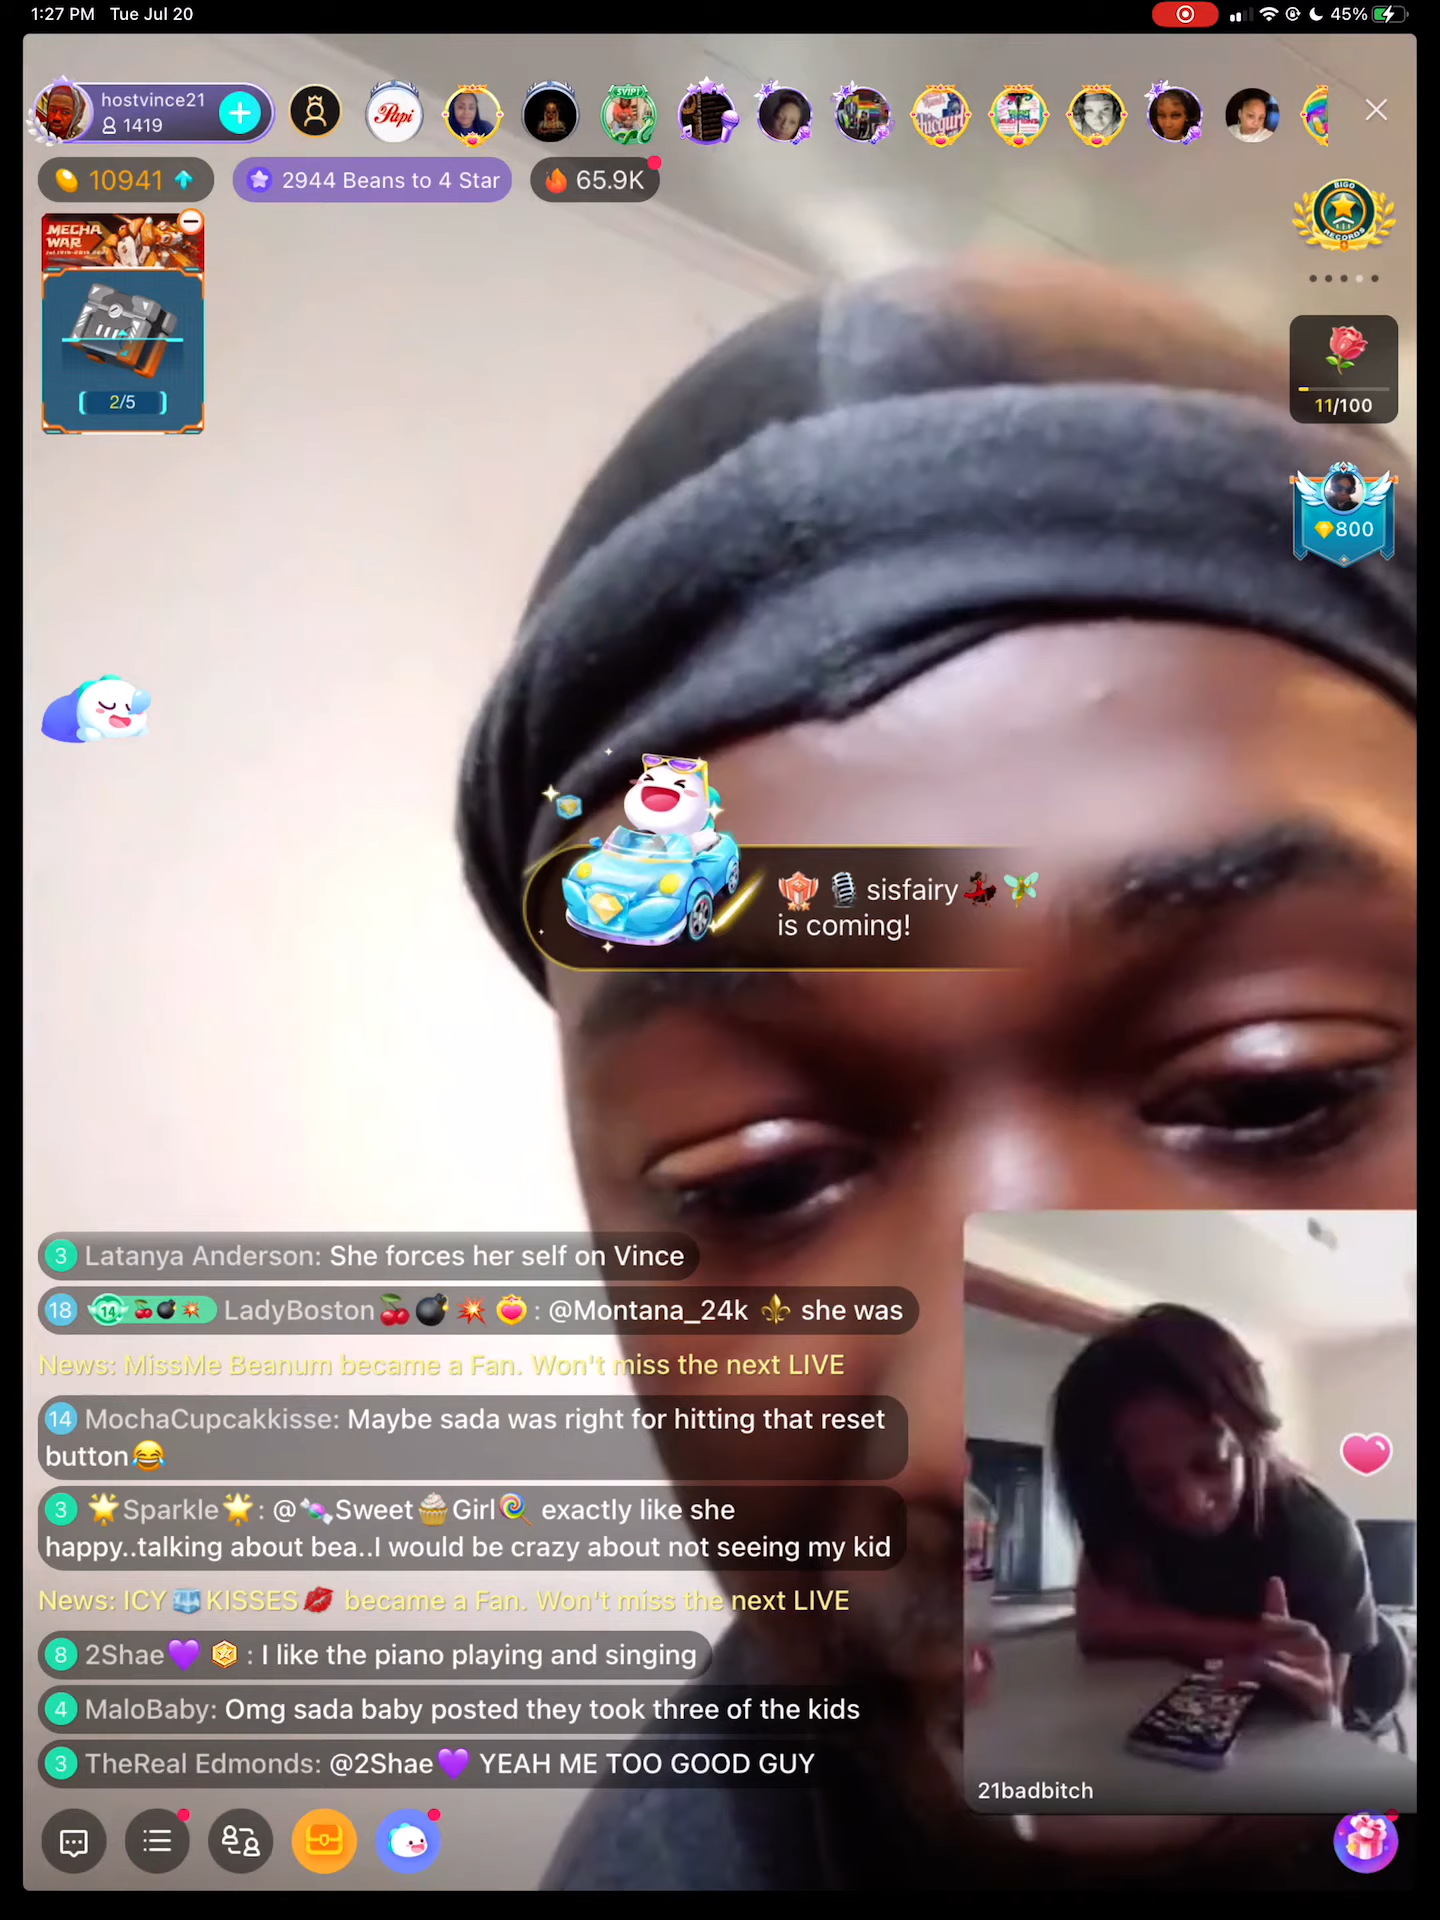 1:27 PM Tue Jul 20
45%
hostvince21
1419
Papi
SVIP1
10941
2944 Beans to 4 Star
65.9K
BIGO
RECORDS
MECHA
WAR
2/5
11/100
800
🎙️ sisfairy💃🏿🧚
is coming!
3 Latanya Anderson: She forces her self on Vince
18 14 🍒💣💥 LadyBoston🍒💣💥 : @Montana_24k ⚜️ she was
News: MissMe Beanum became a Fan. Won't miss the next LIVE
14 MochaCupcakkisse: Maybe sada was right for hitting that reset
button😂
3 🌟Sparkle🌟: @🍬Sweet🧁Girl🍭 exactly like she
happy..talking about bea..I would be crazy about not seeing my kid
News: ICY🧊KISSES💋 became a Fan. Won't miss the next LIVE
8 2Shae💜 : I like the piano playing and singing
4 MaloBaby: Omg sada baby posted they took three of the kids
3 TheReal Edmonds: @2Shae💜 YEAH ME TOO GOOD GUY
21badbitch